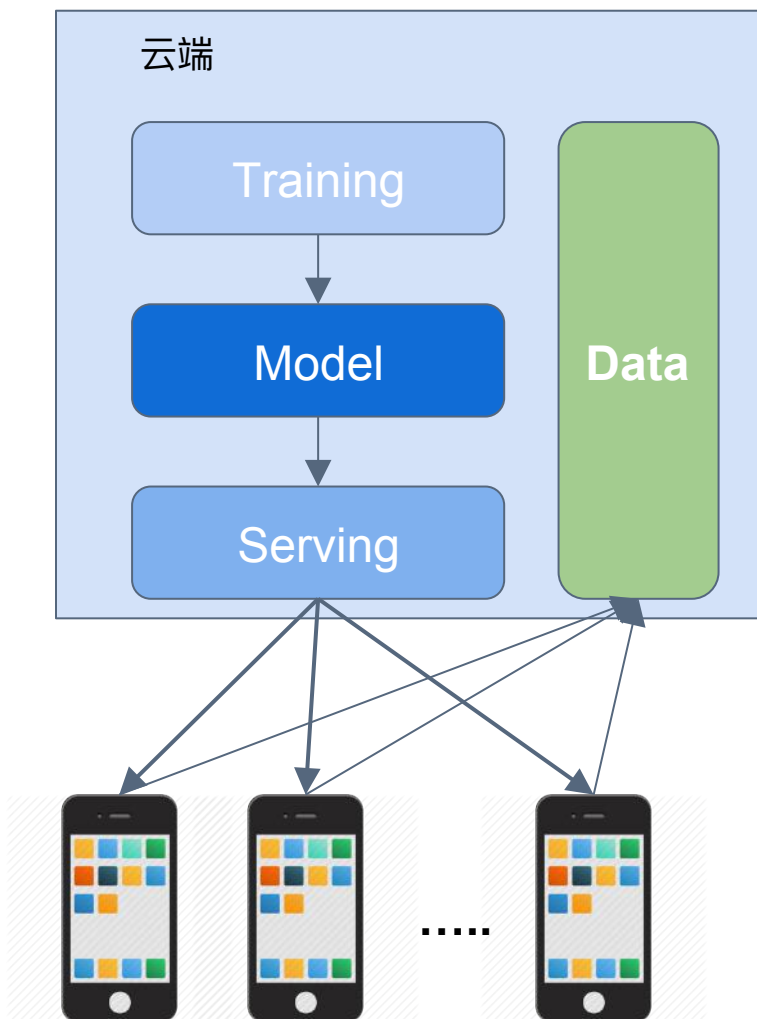 云端
Training
Model
Data
Serving
.....